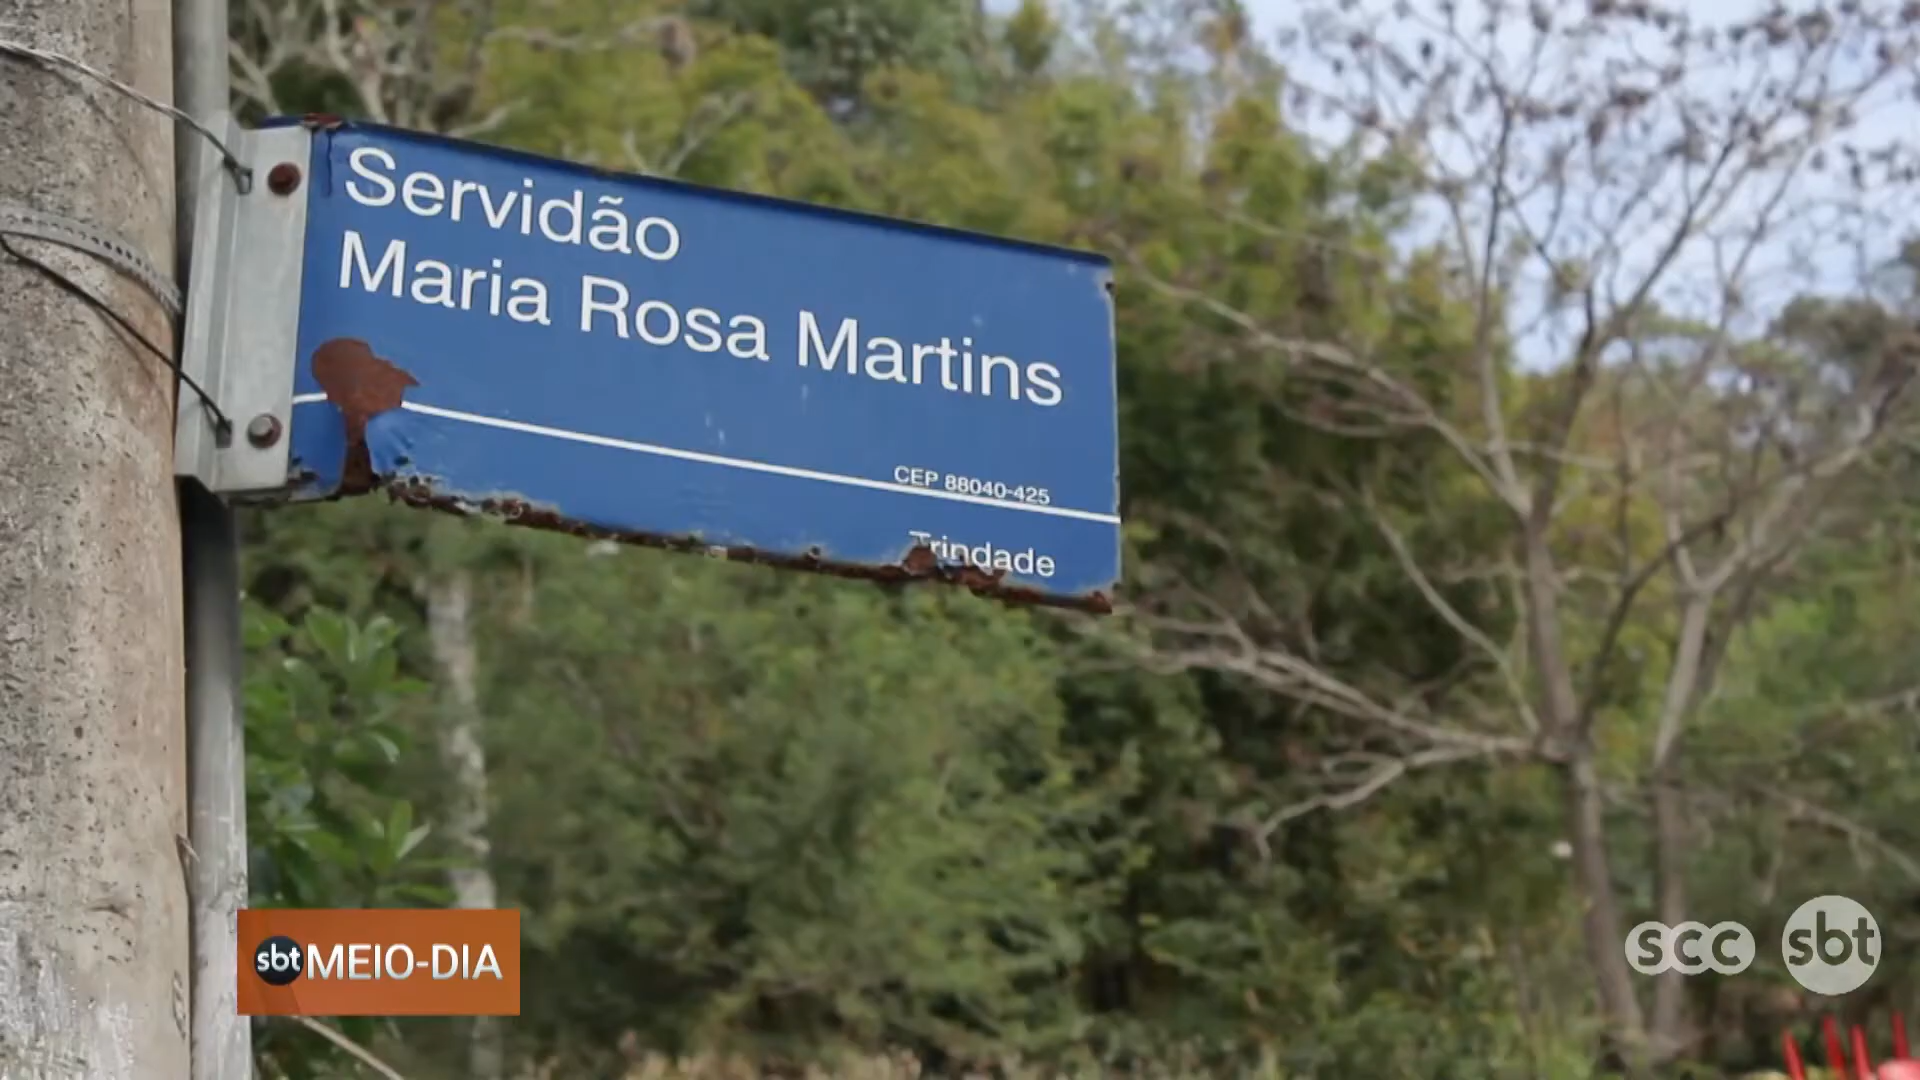 Servidão
Maria Rosa Martins
CEP 88040-425
Trindade
sbt MEIO-DIA
scc sbt